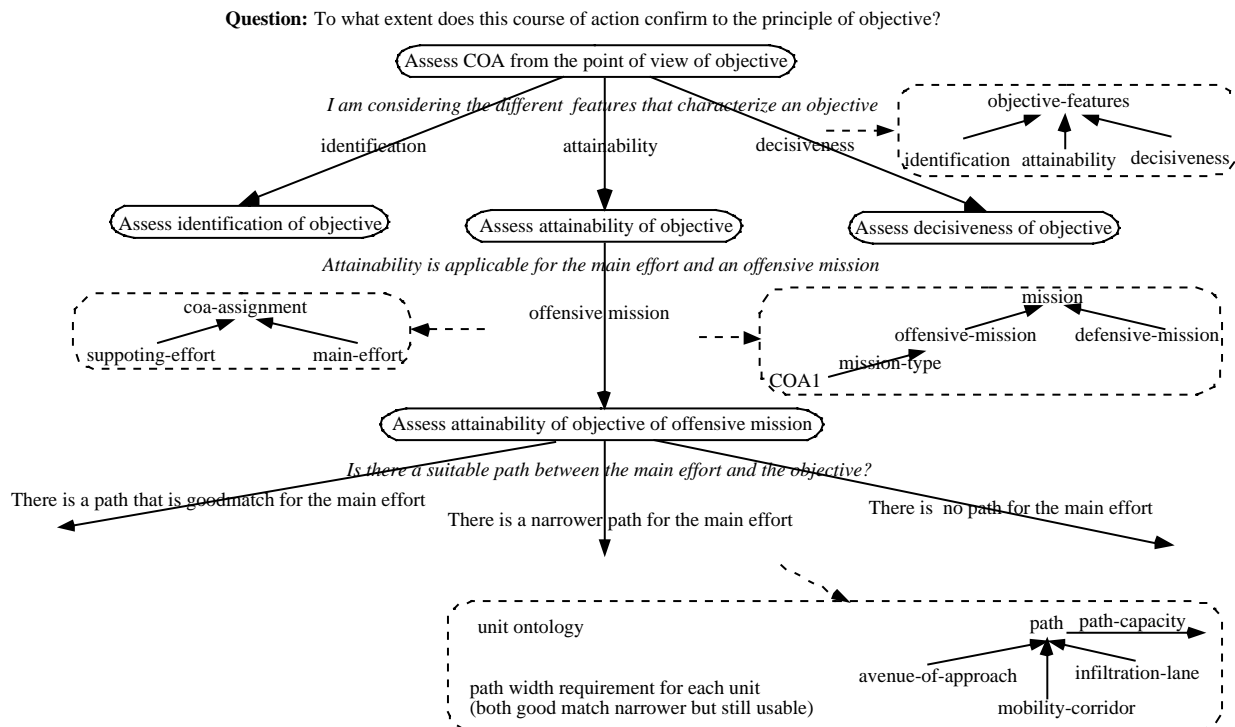 Question: To what extent does this course of action confirm to the principle of objective?
Assess COA from the point of view of objective
I am considering the different features that characterize an objective
objective-features
identification
attainability
decisiveness
identification
attainability
decisiveness
Assess identification of objective
Assess attainability of objective
Assess decisiveness of objective
Attainability is applicable for the main effort and an offensive mission
coa-assignment
suppoting-effort
main-effort
offensive mission
mission
offensive-mission
defensive-mission
mission-type
COA1
Assess attainability of objective of offensive mission
Is there a suitable path between the main effort and the objective?
There is a path that is goodmatch for the main effort
There is a narrower path for the main effort
There is no path for the main effort
unit ontology
path
path-capacity
avenue-of-approach
infiltration-lane
mobility-corridor
path width requirement for each unit
(both good match narrower but still usable)